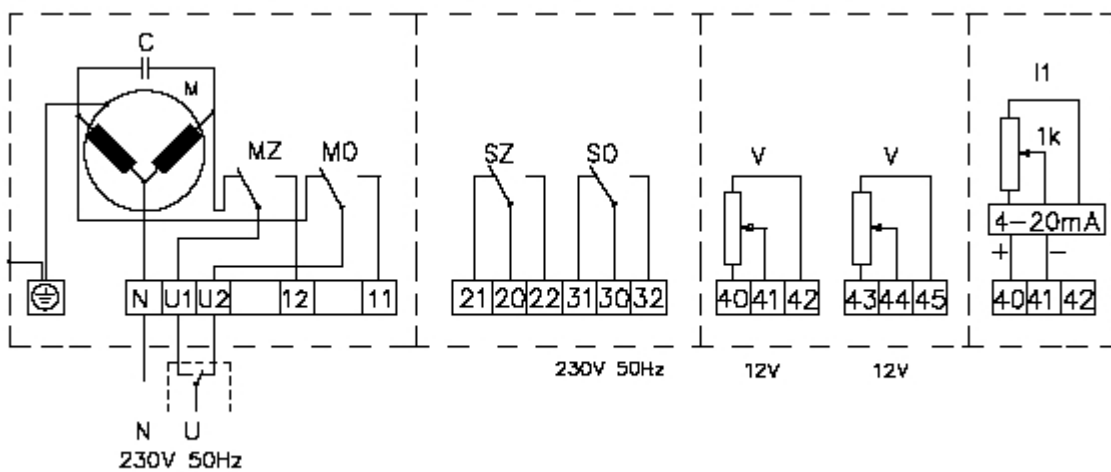 C
M
MZ MO
N U1 U2 12 11
N U
230V 50Hz
SZ SO
21 20 22 31 30 32
230V 50Hz
V V
40 41 42 43 44 45
12V 12V
I1
1k
4-20mA
+ -
40 41 42